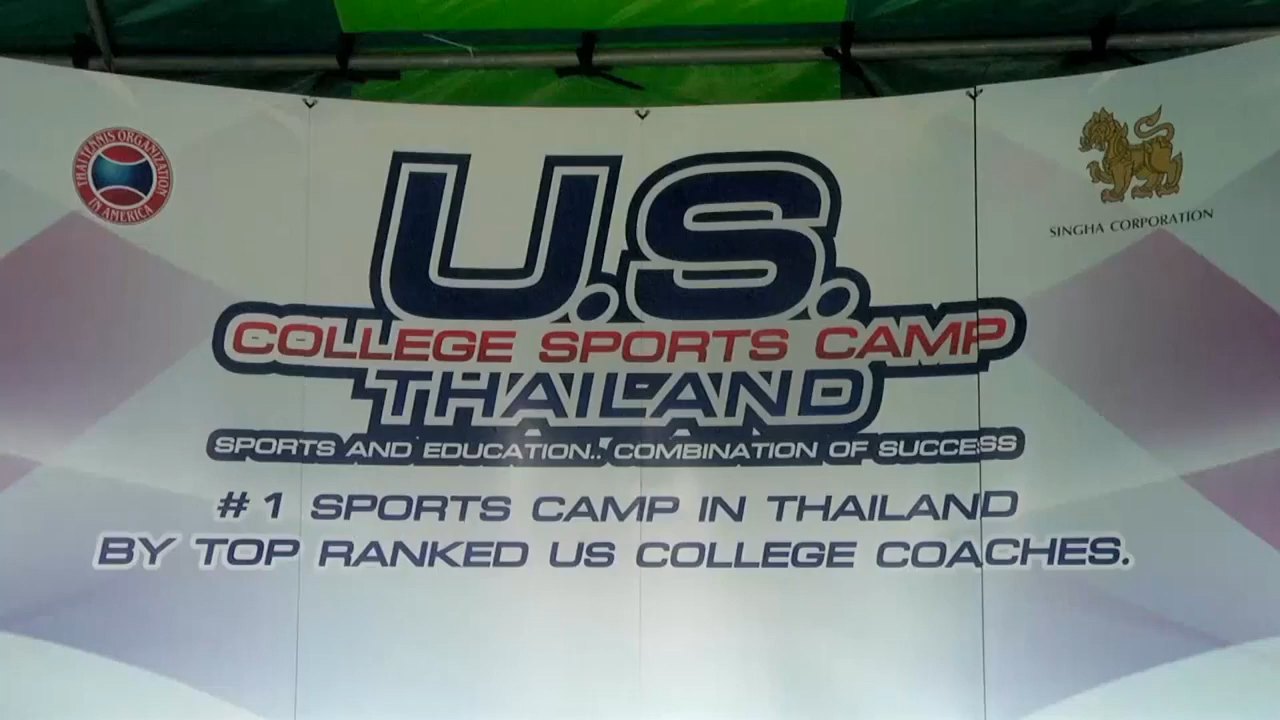 THAI TENNIS ORGANIZATION
IN AMERICA
SINGHA CORPORATION
U.S.
COLLEGE SPORTS CAMP
THAILAND
SPORTS AND EDUCATION.. COMBINATION OF SUCCESS
# 1 SPORTS CAMP IN THAILAND
BY TOP RANKED US COLLEGE COACHES.